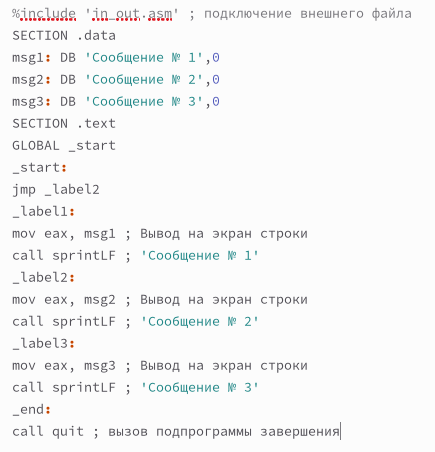 %include 'in_out.asm' ; подключение внешнего файла
SECTION .data
msg1: DB 'Сообщение № 1',0
msg2: DB 'Сообщение № 2',0
msg3: DB 'Сообщение № 3',0
SECTION .text
GLOBAL _start
_start:
jmp _label2
_label1:
mov eax, msg1 ; Вывод на экран строки
call sprintLF ; 'Сообщение № 1'
_label2:
mov eax, msg2 ; Вывод на экран строки
call sprintLF ; 'Сообщение № 2'
_label3:
mov eax, msg3 ; Вывод на экран строки
call sprintLF ; 'Сообщение № 3'
_end:
call quit ; вызов подпрограммы завершения